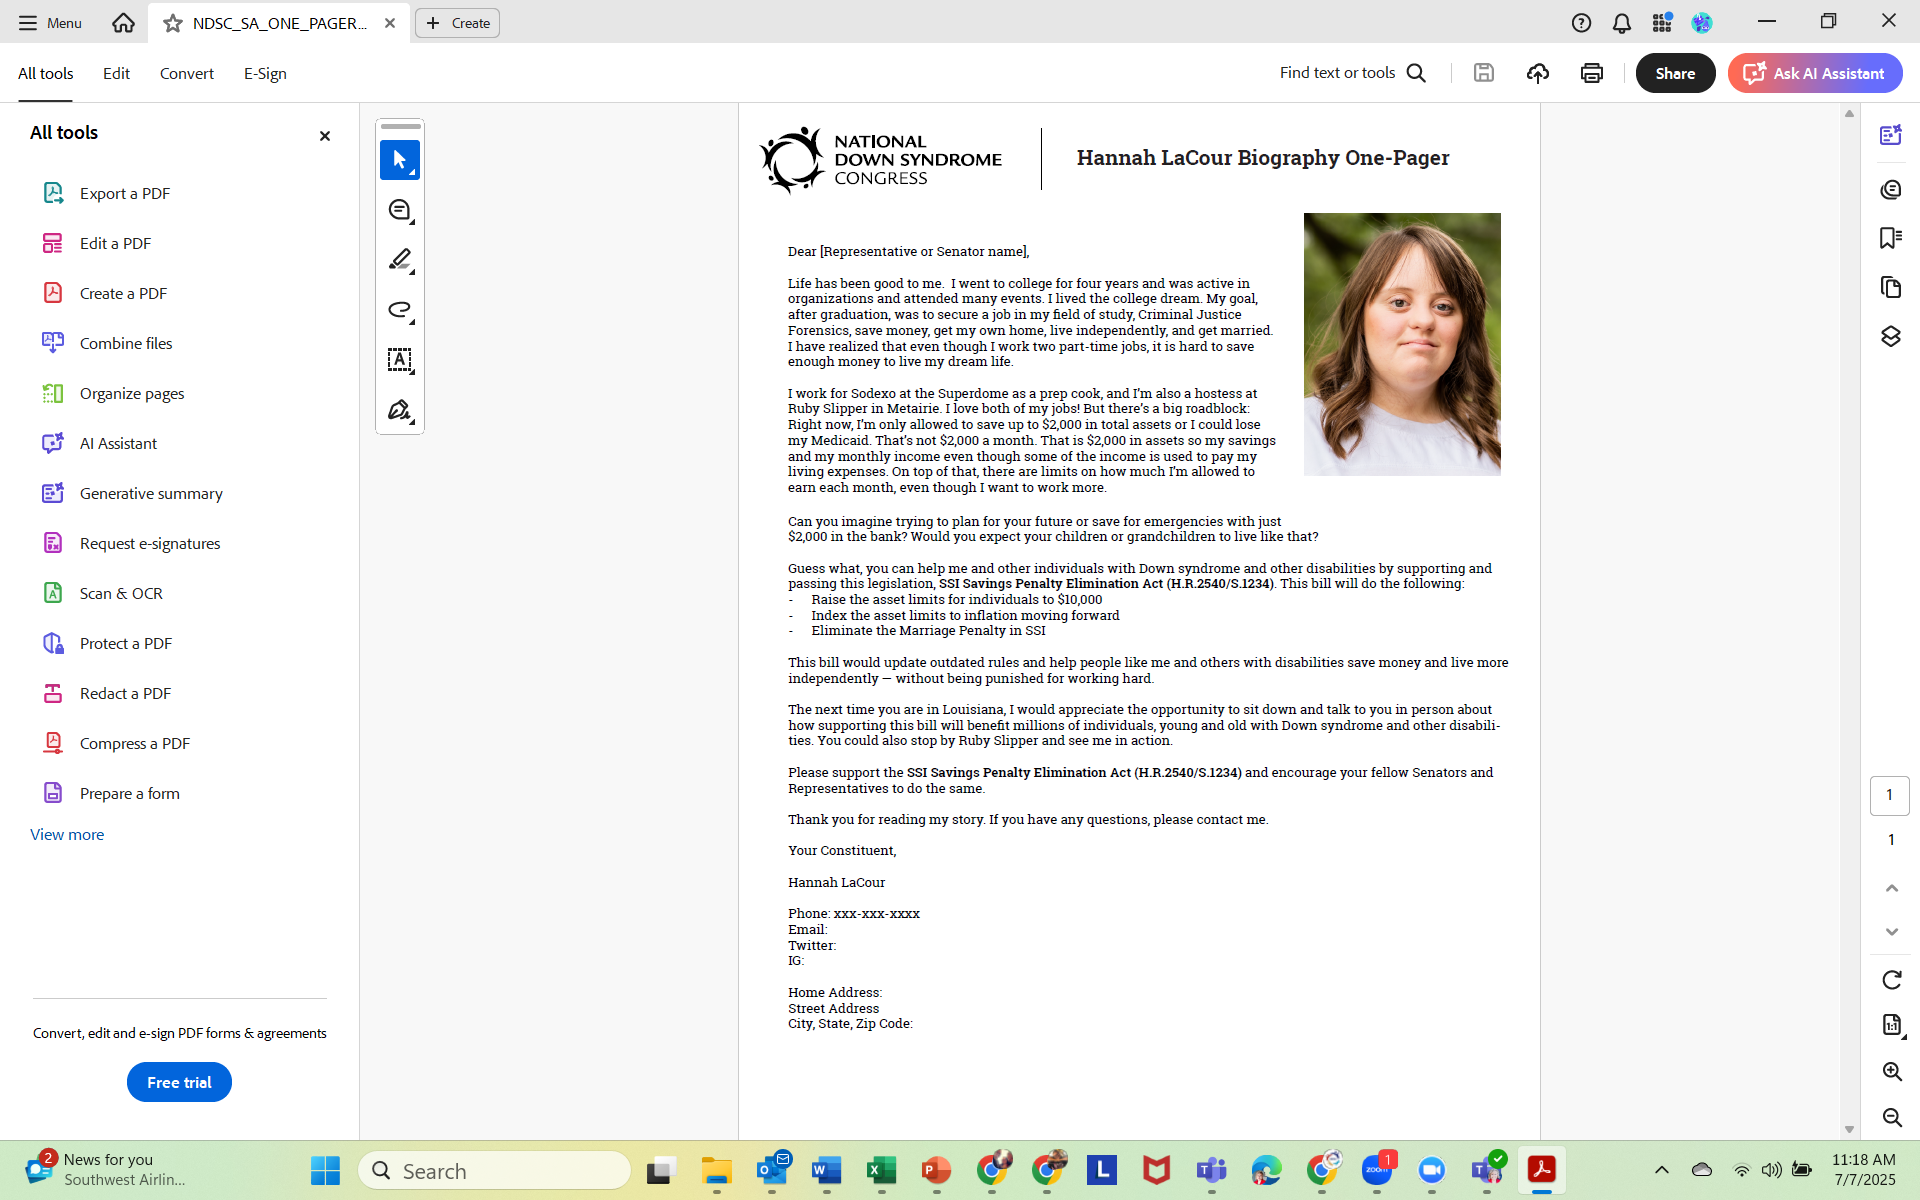 Menu
NDSC_SA_ONE_PAGER...
Create
All tools
Edit
Convert
E-Sign
Find text or tools
Share
Ask AI Assistant
All tools
Export a PDF
Edit a PDF
Create a PDF
Combine files
Organize pages
AI Assistant
Generative summary
Request e-signatures
Scan & OCR
Protect a PDF
Redact a PDF
Compress a PDF
Prepare a form
View more
Convert, edit and e-sign PDF forms & agreements
Free trial
NATIONAL
DOWN SYNDROME
CONGRESS
Hannah LaCour Biography One-Pager
Dear [Representative or Senator name],
Life has been good to me.  I went to college for four years and was active in
organizations and attended many events. I lived the college dream. My goal,
after graduation, was to secure a job in my field of study, Criminal Justice
Forensics, save money, get my own home, live independently, and get married.
I have realized that even though I work two part-time jobs, it is hard to save
enough money to live my dream life.
I work for Sodexo at the Superdome as a prep cook, and I'm also a hostess at
Ruby Slipper in Metairie. I love both of my jobs! But there's a big roadblock:
Right now, I'm only allowed to save up to $2,000 in total assets or I could lose
my Medicaid. That's not $2,000 a month. That is $2,000 in assets so my savings
and my monthly income even though some of the income is used to pay my
living expenses. On top of that, there are limits on how much I'm allowed to
earn each month, even though I want to work more.
Can you imagine trying to plan for your future or save for emergencies with just
$2,000 in the bank? Would you expect your children or grandchildren to live like that?
Guess what, you can help me and other individuals with Down syndrome and other disabilities by supporting and
passing this legislation, SSI Savings Penalty Elimination Act (H.R.2540/S.1234). This bill will do the following:
- Raise the asset limits for individuals to $10,000
- Index the asset limits to inflation moving forward
- Eliminate the Marriage Penalty in SSI
This bill would update outdated rules and help people like me and others with disabilities save money and live more
independently — without being punished for working hard.
The next time you are in Louisiana, I would appreciate the opportunity to sit down and talk to you in person about
how supporting this bill will benefit millions of individuals, young and old with Down syndrome and other disabili-
ties. You could also stop by Ruby Slipper and see me in action.
Please support the SSI Savings Penalty Elimination Act (H.R.2540/S.1234) and encourage your fellow Senators and
Representatives to do the same.
Thank you for reading my story. If you have any questions, please contact me.
Your Constituent,
Hannah LaCour
Phone: xxx-xxx-xxxx
Email:
Twitter:
IG:
Home Address:
Street Address
City, State, Zip Code:
1
1
1:1
2
News for you
Southwest Airlin...
Search
zoom
1
11:18 AM
7/7/2025